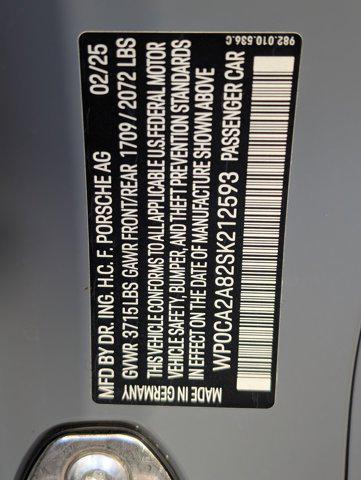 MFD BY DR. ING. H.C. F. PORSCHE AG 02/25
GVWR 3715 LBS GAWR FRONT/REAR 1709 / 2072 LBS
THIS VEHICLE CONFORMS TO ALL APPLICABLE U.S. FEDERAL MOTOR
VEHICLE SAFETY, BUMPER, AND THEFT PREVENTION STANDARDS
IN EFFECT ON THE DATE OF MANUFACTURE SHOWN ABOVE
MADE IN GERMANY WP0CA2A82SK212593 PASSENGER CAR
982.010.536.C